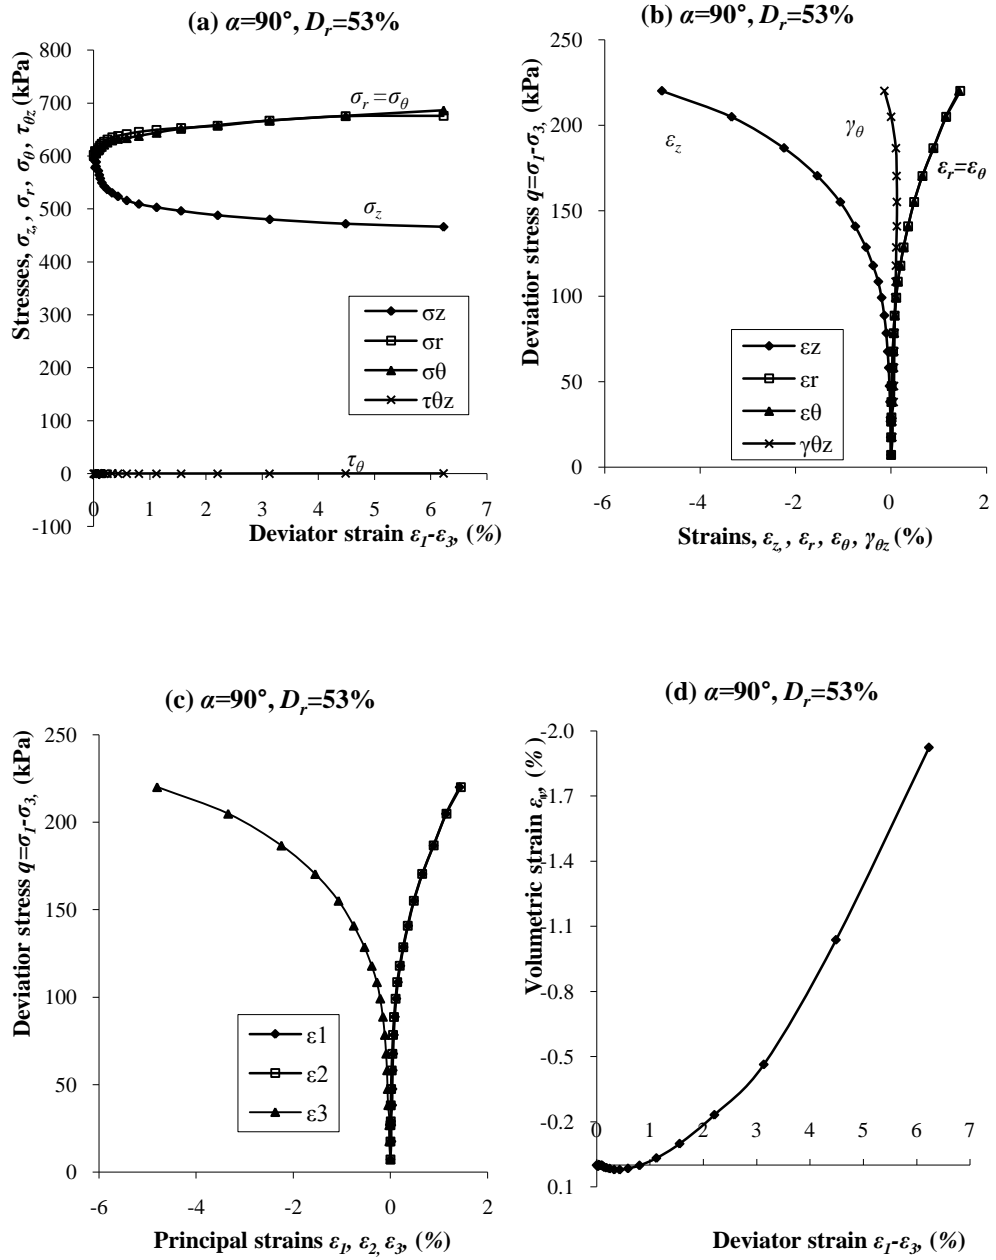 (a) α=90°, Dr=53%
Stresses, σz, , σr, σθ, τθz (kPa)
800
700
600
500
400
300
200
100
0
-100
σr=σθ
σz
τθ
σz
σr
σθ
τθz
0 1 2 3 4 5 6 7
Deviator strain ε1-ε3, (%)
(b) α=90°, Dr=53%
Deviatior stress q=σ1-σ3, (kPa)
250
200
150
100
50
0
εz
γθ
εr=εθ
εz
εr
εθ
γθz
-6 -4 -2 0 2
Strains, εz, , εr, εθ, γθz (%)
(c) α=90°, Dr=53%
Deviatior stress q=σ1-σ3, (kPa)
250
200
150
100
50
0
ε1
ε2
ε3
-6 -4 -2 0 2
Principal strains ε1, ε2, ε3, (%)
(d) α=90°, Dr=53%
Volumetric strain εv, (%)
-2.0
-1.7
-1.4
-1.1
-0.8
-0.5
-0.2
0.1
0 1 2 3 4 5 6 7
Deviator strain ε1-ε3, (%)